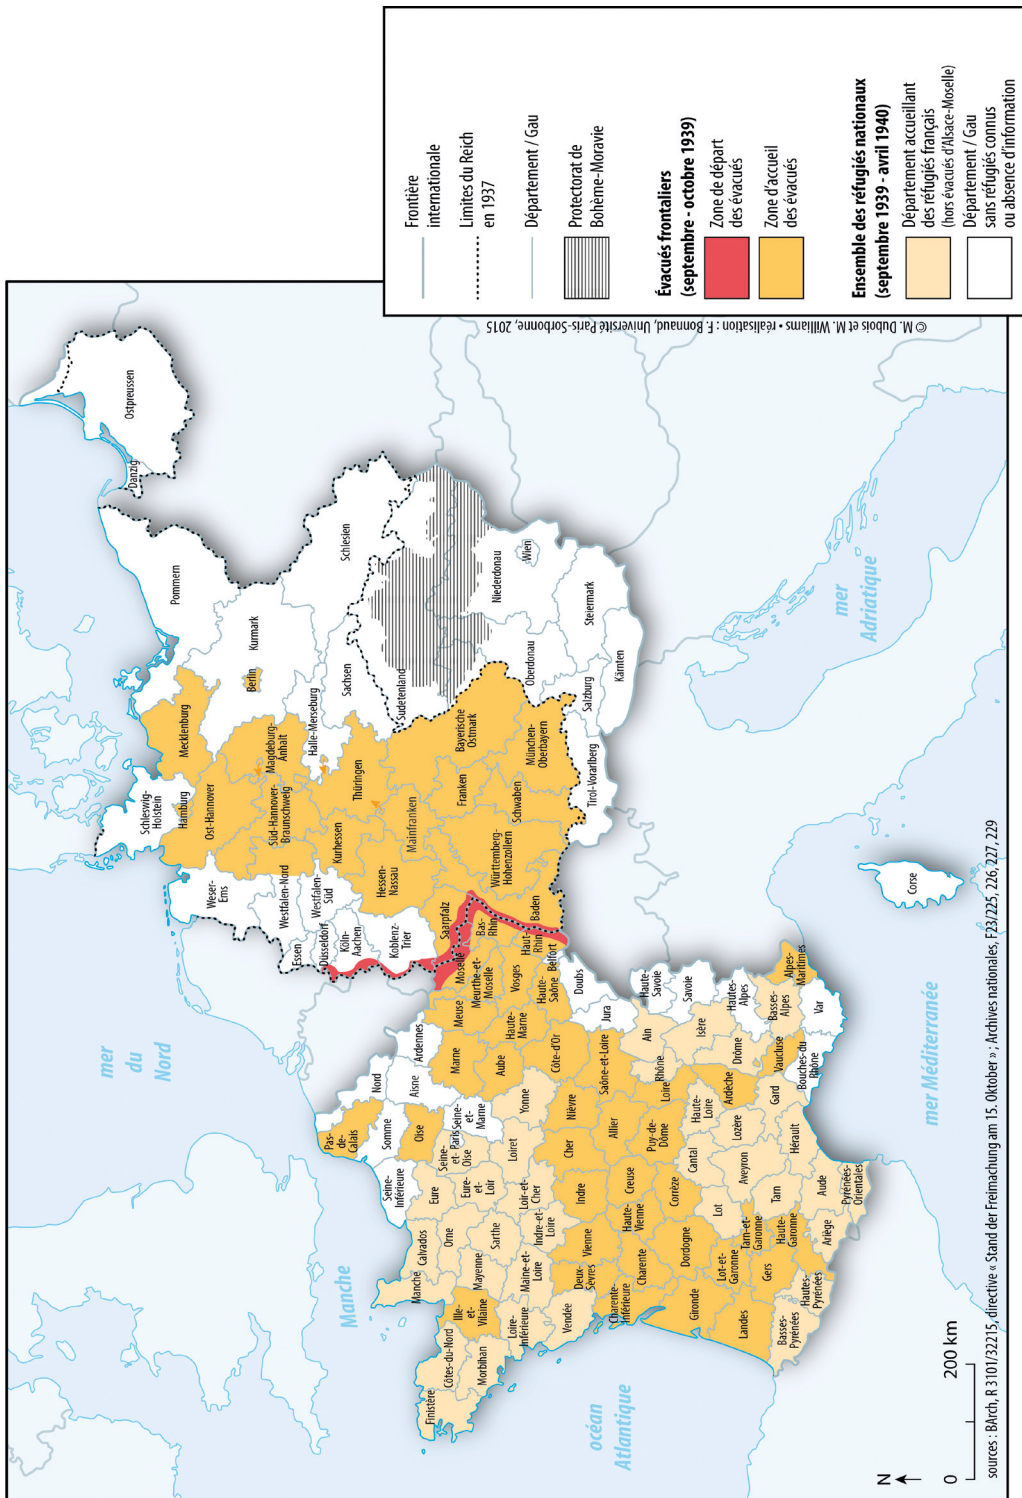 Frontière
internationale
Limites du Reich
en 1937
Département / Gau
Protectorat de
Bohème-Moravie
Évacués frontaliers
(septembre - octobre 1939)
Zone de départ
des évacués
Zone d'accueil
des évacués
Ensemble des réfugiés nationaux
(septembre 1939 - avril 1940)
Département accueillant
des réfugiés français
(hors évacués d'Alsace-Moselle)
Département / Gau
sans réfugiés connus
ou absence d'information
© M. Dubois et M. Williams • réalisation : F. Bonnaud, Université Paris-Sorbonne, 2015
mer
du
Nord
Manche
océan
Atlantique
mer Méditerranée
mer
Adriatique
Ostpreussen
Danzig
Pommern
Schlesien
Kurmark
Berlin
Mecklenburg
Schleswig-
Holstein
Hamburg
Ost-Hannover
Magdeburg-
Anhalt
Halle-Merseburg
Sachsen
Sudetenland
Süd-Hannover-
Braunschweig
Weser-
Ems
Westfalen-Nord
Westfalen-
Süd
Essen
Düsseldorf
Köln-
Aachen
Koblenz-
Trier
Kurhessen
Thüringen
Hessen-
Nassau
Mainfranken
Franken
Bayerische
Ostmark
Saarpfalz
Württemberg-
Hohenzollern
Schwaben
München-
Oberbayern
Baden
Niederdonau
Wien
Oberdonau
Salzburg
Steiermark
Kärnten
Tirol-Vorarlberg
Nord
Pas-
de-
Calais
Somme
Aisne
Ardennes
Oise
Seine-
Inférieure
Eure
Seine-
et-
Oise
Paris
Seine-
et-
Marne
Marne
Meuse
Moselle
Meurthe-et-
Moselle
Bas-
Rhin
Haut-
Rhin
Belfort
Vosges
Haute-
Saône
Haute-
Marne
Aube
Côte-d'Or
Yonne
Doubs
Jura
Saône-et-Loire
Nièvre
Cher
Allier
Loiret
Eure-
et-
Loir
Loir-et-
Cher
Indre-et-
Loire
Indre
Calvados
Manche
Orne
Mayenne
Sarthe
Maine-et-
Loire
Ille-
et-
Vilaine
Côtes-du-Nord
Finistère
Morbihan
Loire-
Inférieure
Vendée
Deux-
Sèvres
Vienne
Haute-
Vienne
Creuse
Charente-
Inférieure
Charente
Corrèze
Puy-de-
Dôme
Dordogne
Gironde
Landes
Lot-et
Garonne
Lot
Tarn-et-
Garonne
Gers
Haute-
Garonne
Basses-
Pyrénées
Hautes-
Pyrénées
Ariège
Pyrénées-
Orientales
Aude
Tarn
Aveyron
Cantal
Lozère
Hérault
Gard
Haute-
Loire
Loire
Rhône
Ain
Isère
Drôme
Ardèche
Vaucluse
Haute-
Savoie
Savoie
Hautes-
Alpes
Basses-
Alpes
Alpes-
Maritimes
Var
Bouches-du
Rhône
Corse
N
0
200 km
sources : BArch, R 3101/32215, directive « Stand der Freimachung am 15. Oktober » ; Archives nationales, F23/225, 226, 227, 229